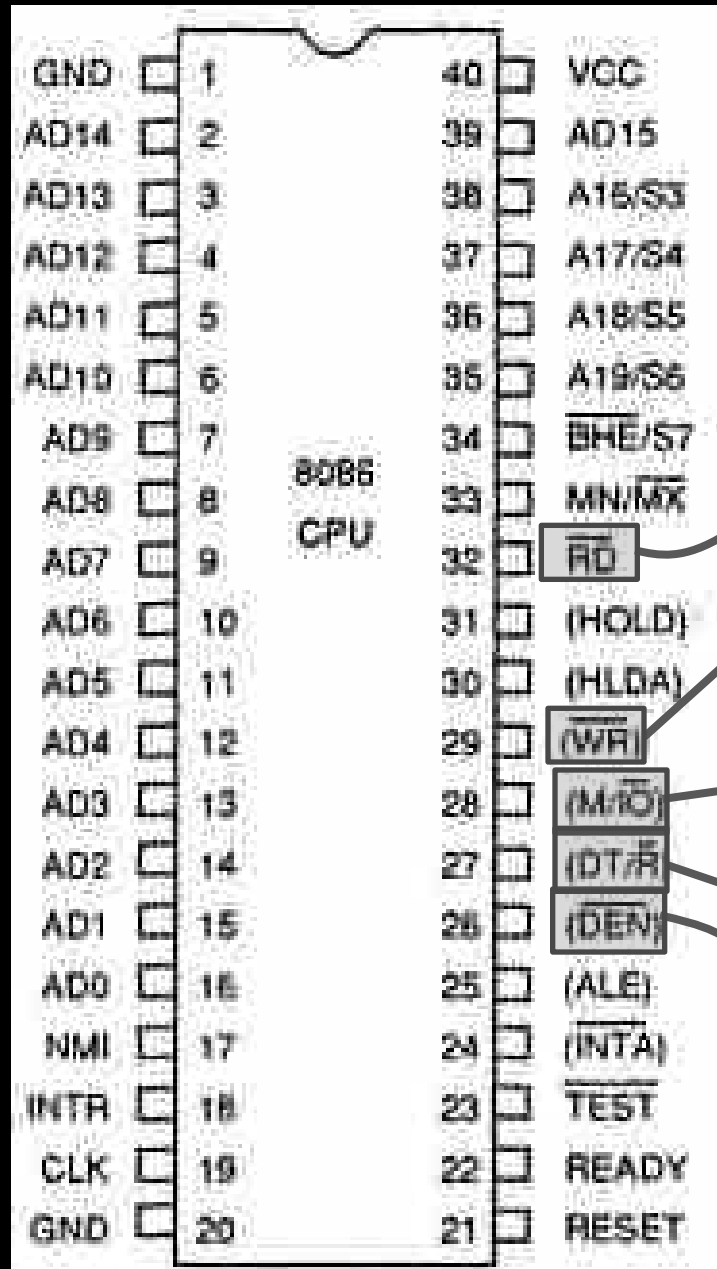 GND 1 40 VCC
AD14 2 39 AD15
AD13 3 38 A16/S3
AD12 4 37 A17/S4
AD11 5 36 A18/S5
AD10 6 35 A19/S6
AD9 7 34 BHE/S7
8086
AD8 8 33 MN/MX
CPU
AD7 9 32 RD
AD6 10 31 (HOLD)
AD5 11 30 (HLDA)
AD4 12 29 (WR)
AD3 13 28 (M/IO)
AD2 14 27 (DT/R
AD1 15 26 (DEN)
AD0 16 25 (ALE)
NMI 17 24 (INTA)
INTR 18 23 TEST
CLK 19 22 READY
GND 20 21 RESET